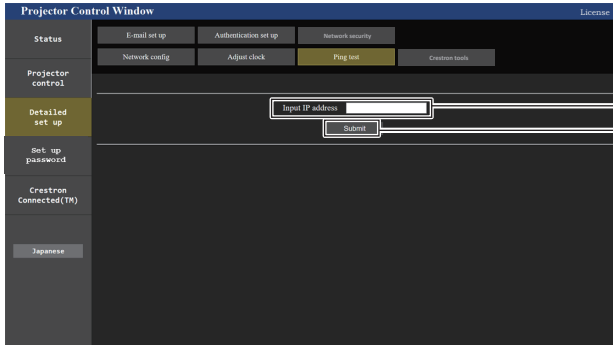 Projector Control Window
License
Status
E-mail set up
Authentication set up
Network security
Network config
Adjust clock
Ping test
Crestron tools
Projector
control
Detailed
set up
Input IP address
Submit
Set up
password
Crestron
Connected(TM)
Japanese